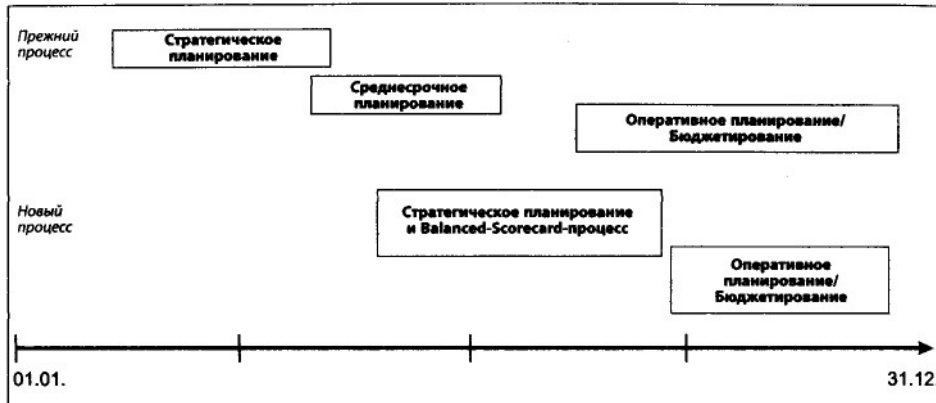 Прежний
процесс
Стратегическое
планирование
Среднесрочное
планирование
Оперативное планирование/
Бюджетирование
Новый
процесс
Стратегическое планирование
и Balanced-Scorecard-процесс
Оперативное
планирование/
Бюджетирование
01.01.
31.12.